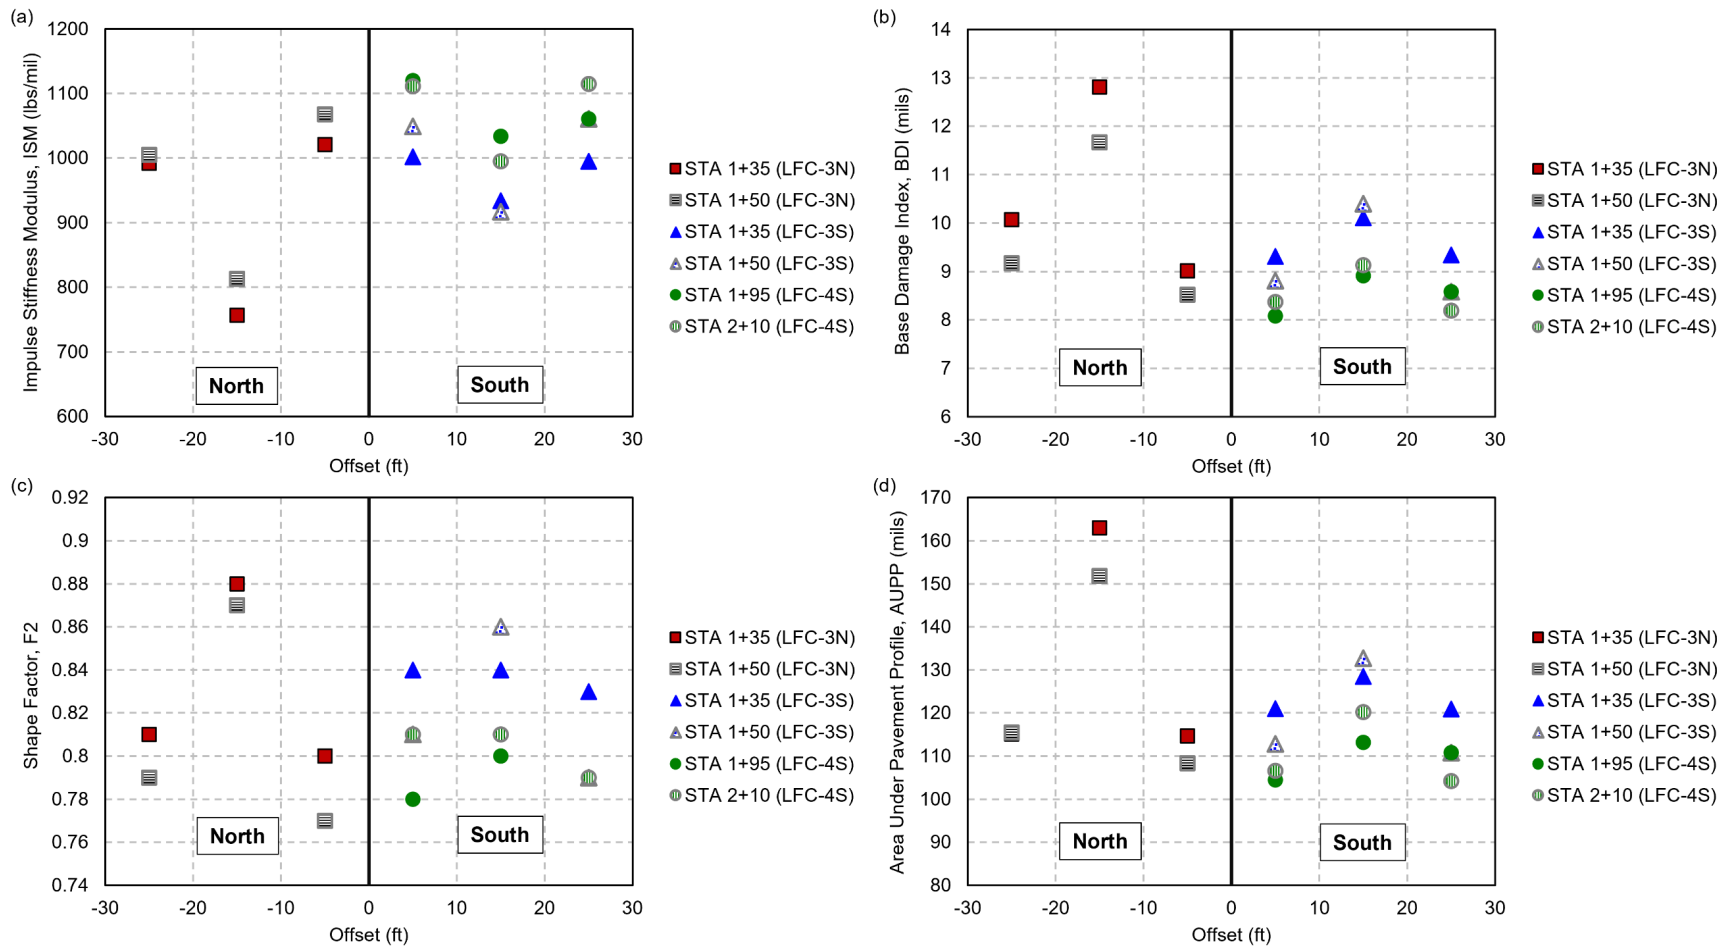 (a)
Impulse Stiffness Modulus, ISM (lbs/mil)
1200
1100
1000
900
800
700
600
-30 -20 -10 0 10 20 30
Offset (ft)
North
South
STA 1+35 (LFC-3N)
STA 1+50 (LFC-3N)
STA 1+35 (LFC-3S)
STA 1+50 (LFC-3S)
STA 1+95 (LFC-4S)
STA 2+10 (LFC-4S)
(b)
Base Damage Index, BDI (mils)
14
13
12
11
10
9
8
7
6
-30 -20 -10 0 10 20 30
Offset (ft)
North
South
STA 1+35 (LFC-3N)
STA 1+50 (LFC-3N)
STA 1+35 (LFC-3S)
STA 1+50 (LFC-3S)
STA 1+95 (LFC-4S)
STA 2+10 (LFC-4S)
(c)
Shape Factor, F2
0.92
0.9
0.88
0.86
0.84
0.82
0.8
0.78
0.76
0.74
-30 -20 -10 0 10 20 30
Offset (ft)
North
South
STA 1+35 (LFC-3N)
STA 1+50 (LFC-3N)
STA 1+35 (LFC-3S)
STA 1+50 (LFC-3S)
STA 1+95 (LFC-4S)
STA 2+10 (LFC-4S)
(d)
Area Under Pavement Profile, AUPP (mils)
170
160
150
140
130
120
110
100
90
80
-30 -20 -10 0 10 20 30
Offset (ft)
North
South
STA 1+35 (LFC-3N)
STA 1+50 (LFC-3N)
STA 1+35 (LFC-3S)
STA 1+50 (LFC-3S)
STA 1+95 (LFC-4S)
STA 2+10 (LFC-4S)